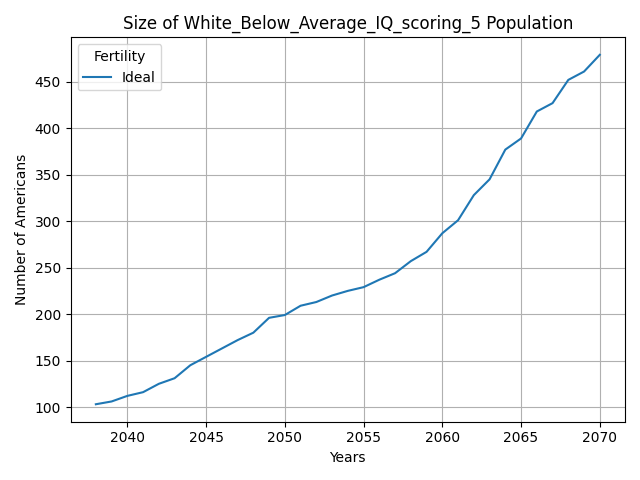 Size of White_Below_Average_IQ_scoring_5 Population
Fertility
Ideal
Number of Americans
450
400
350
300
250
200
150
100
2040 2045 2050 2055 2060 2065 2070
Years